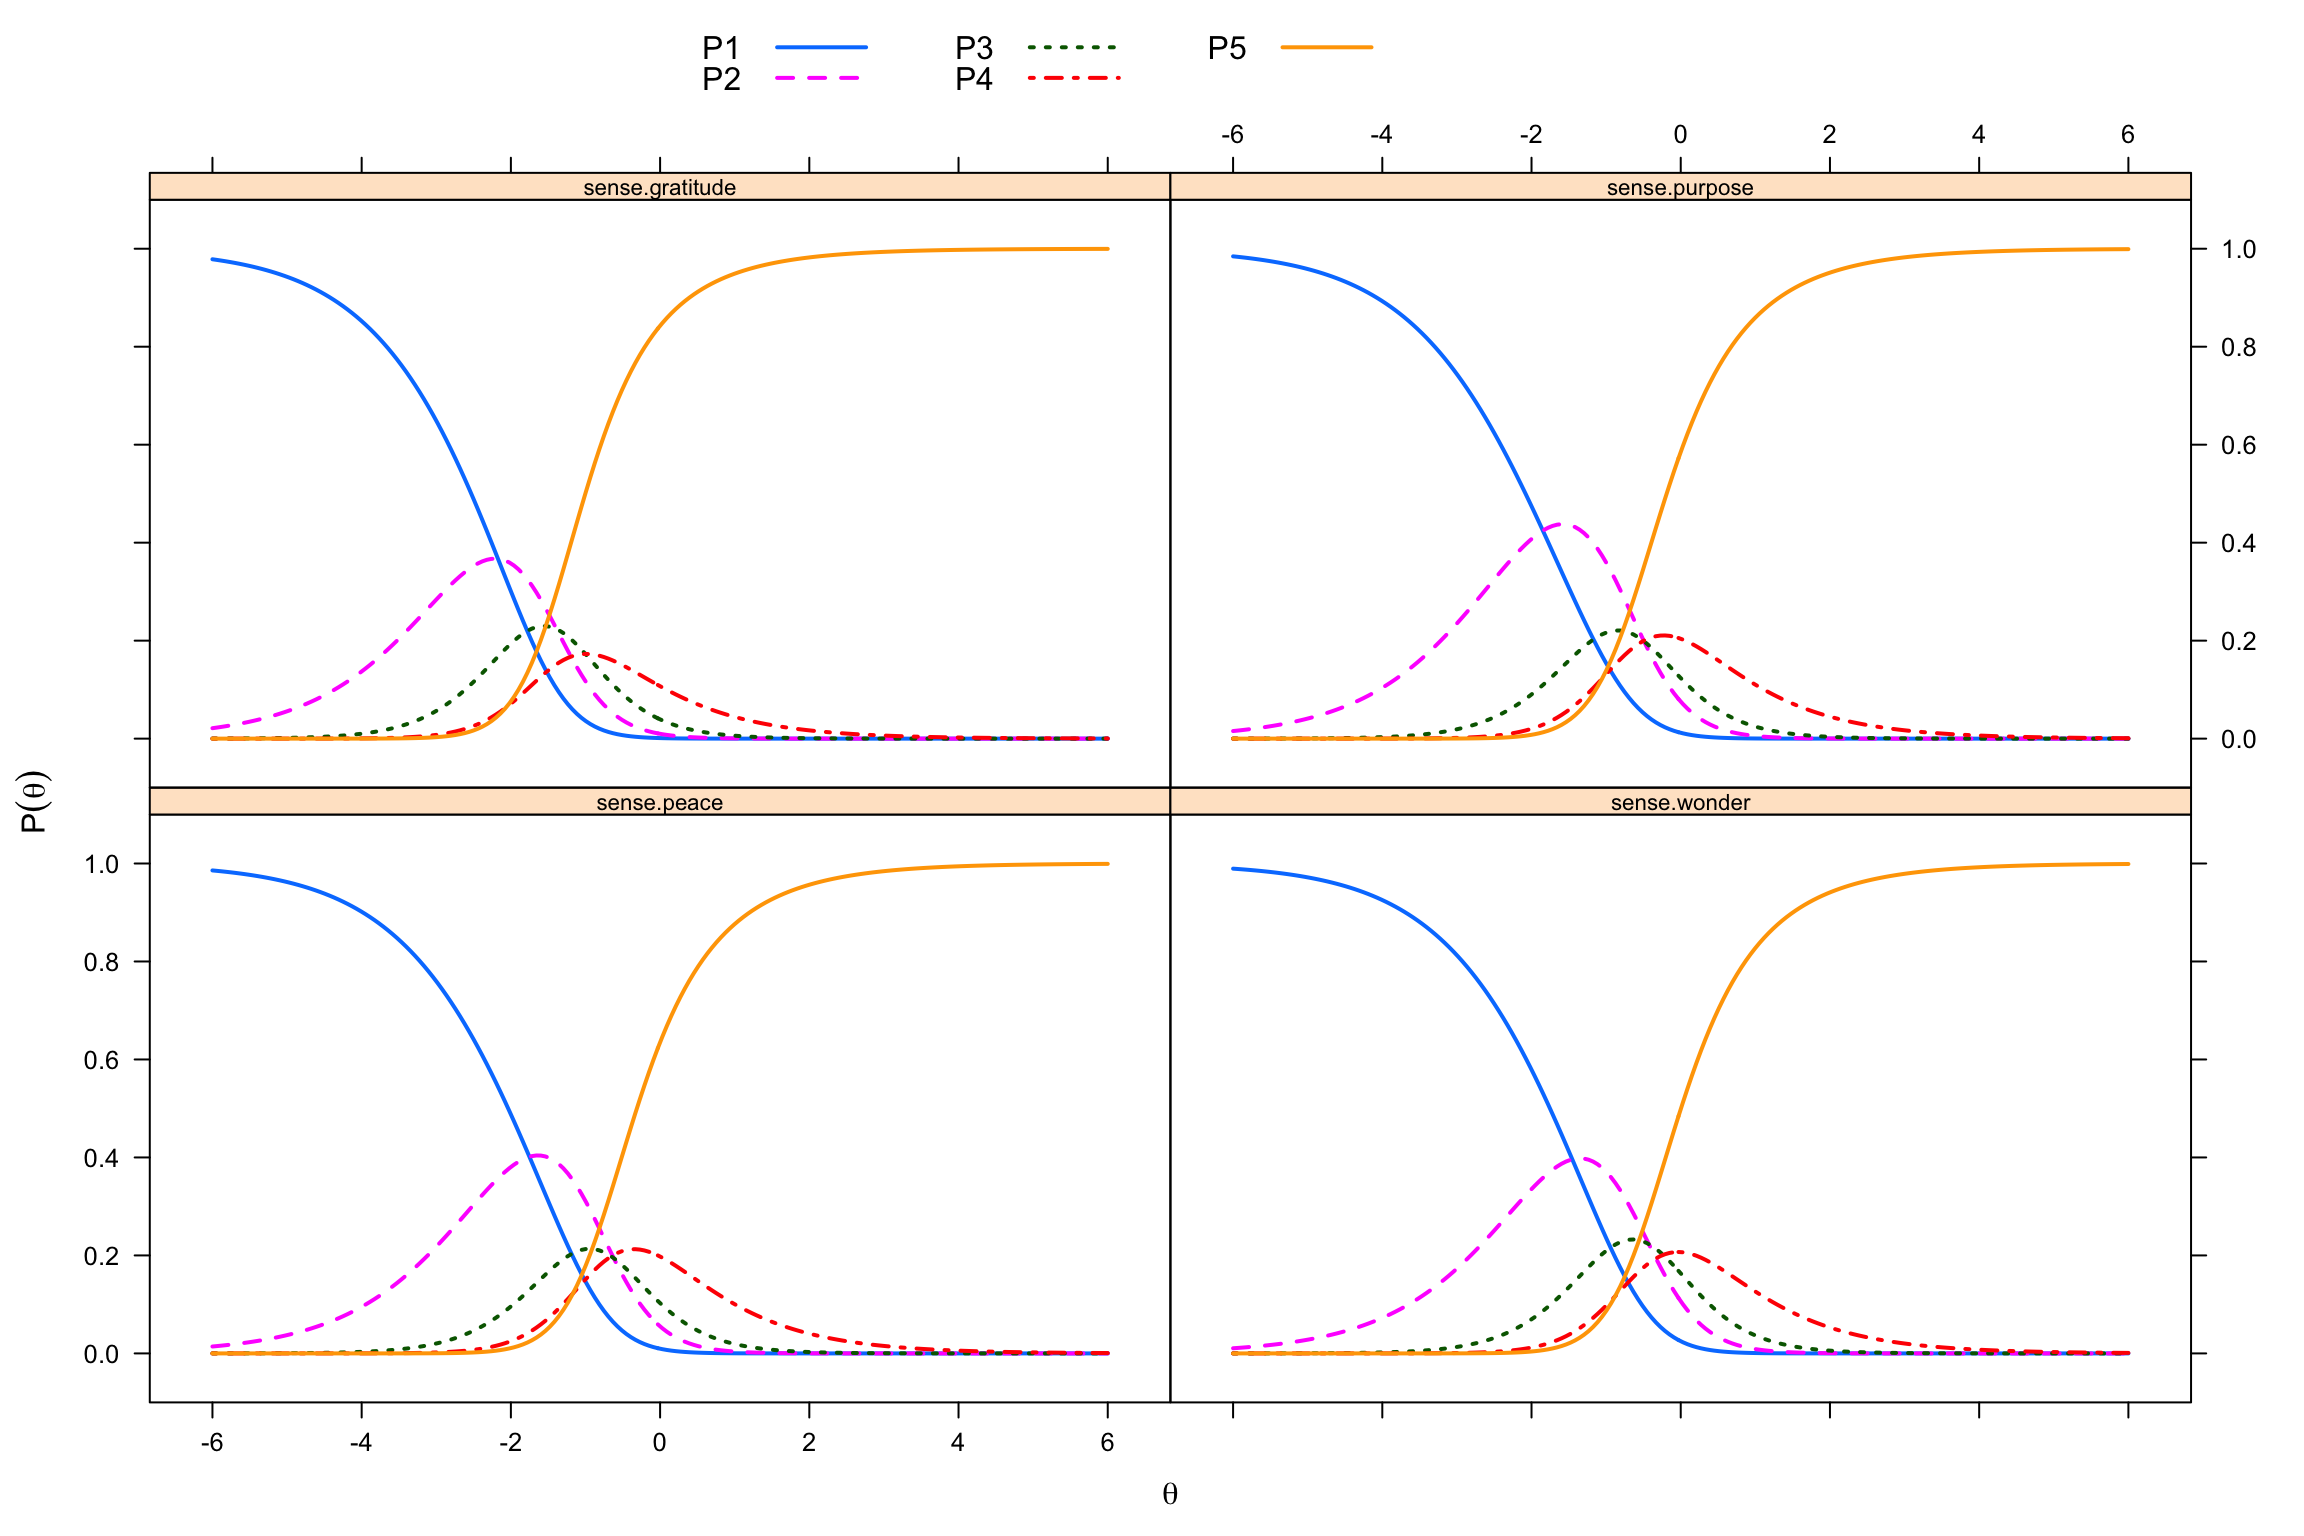 P1 P3 P5
P2 P4
-6 -4 -2 0 2 4 6
sense.gratitude sense.purpose
1.0
0.8
0.6
0.4
0.2
0.0
P(θ)
sense.peace sense.wonder
1.0
0.8
0.6
0.4
0.2
0.0
-6 -4 -2 0 2 4 6
θ